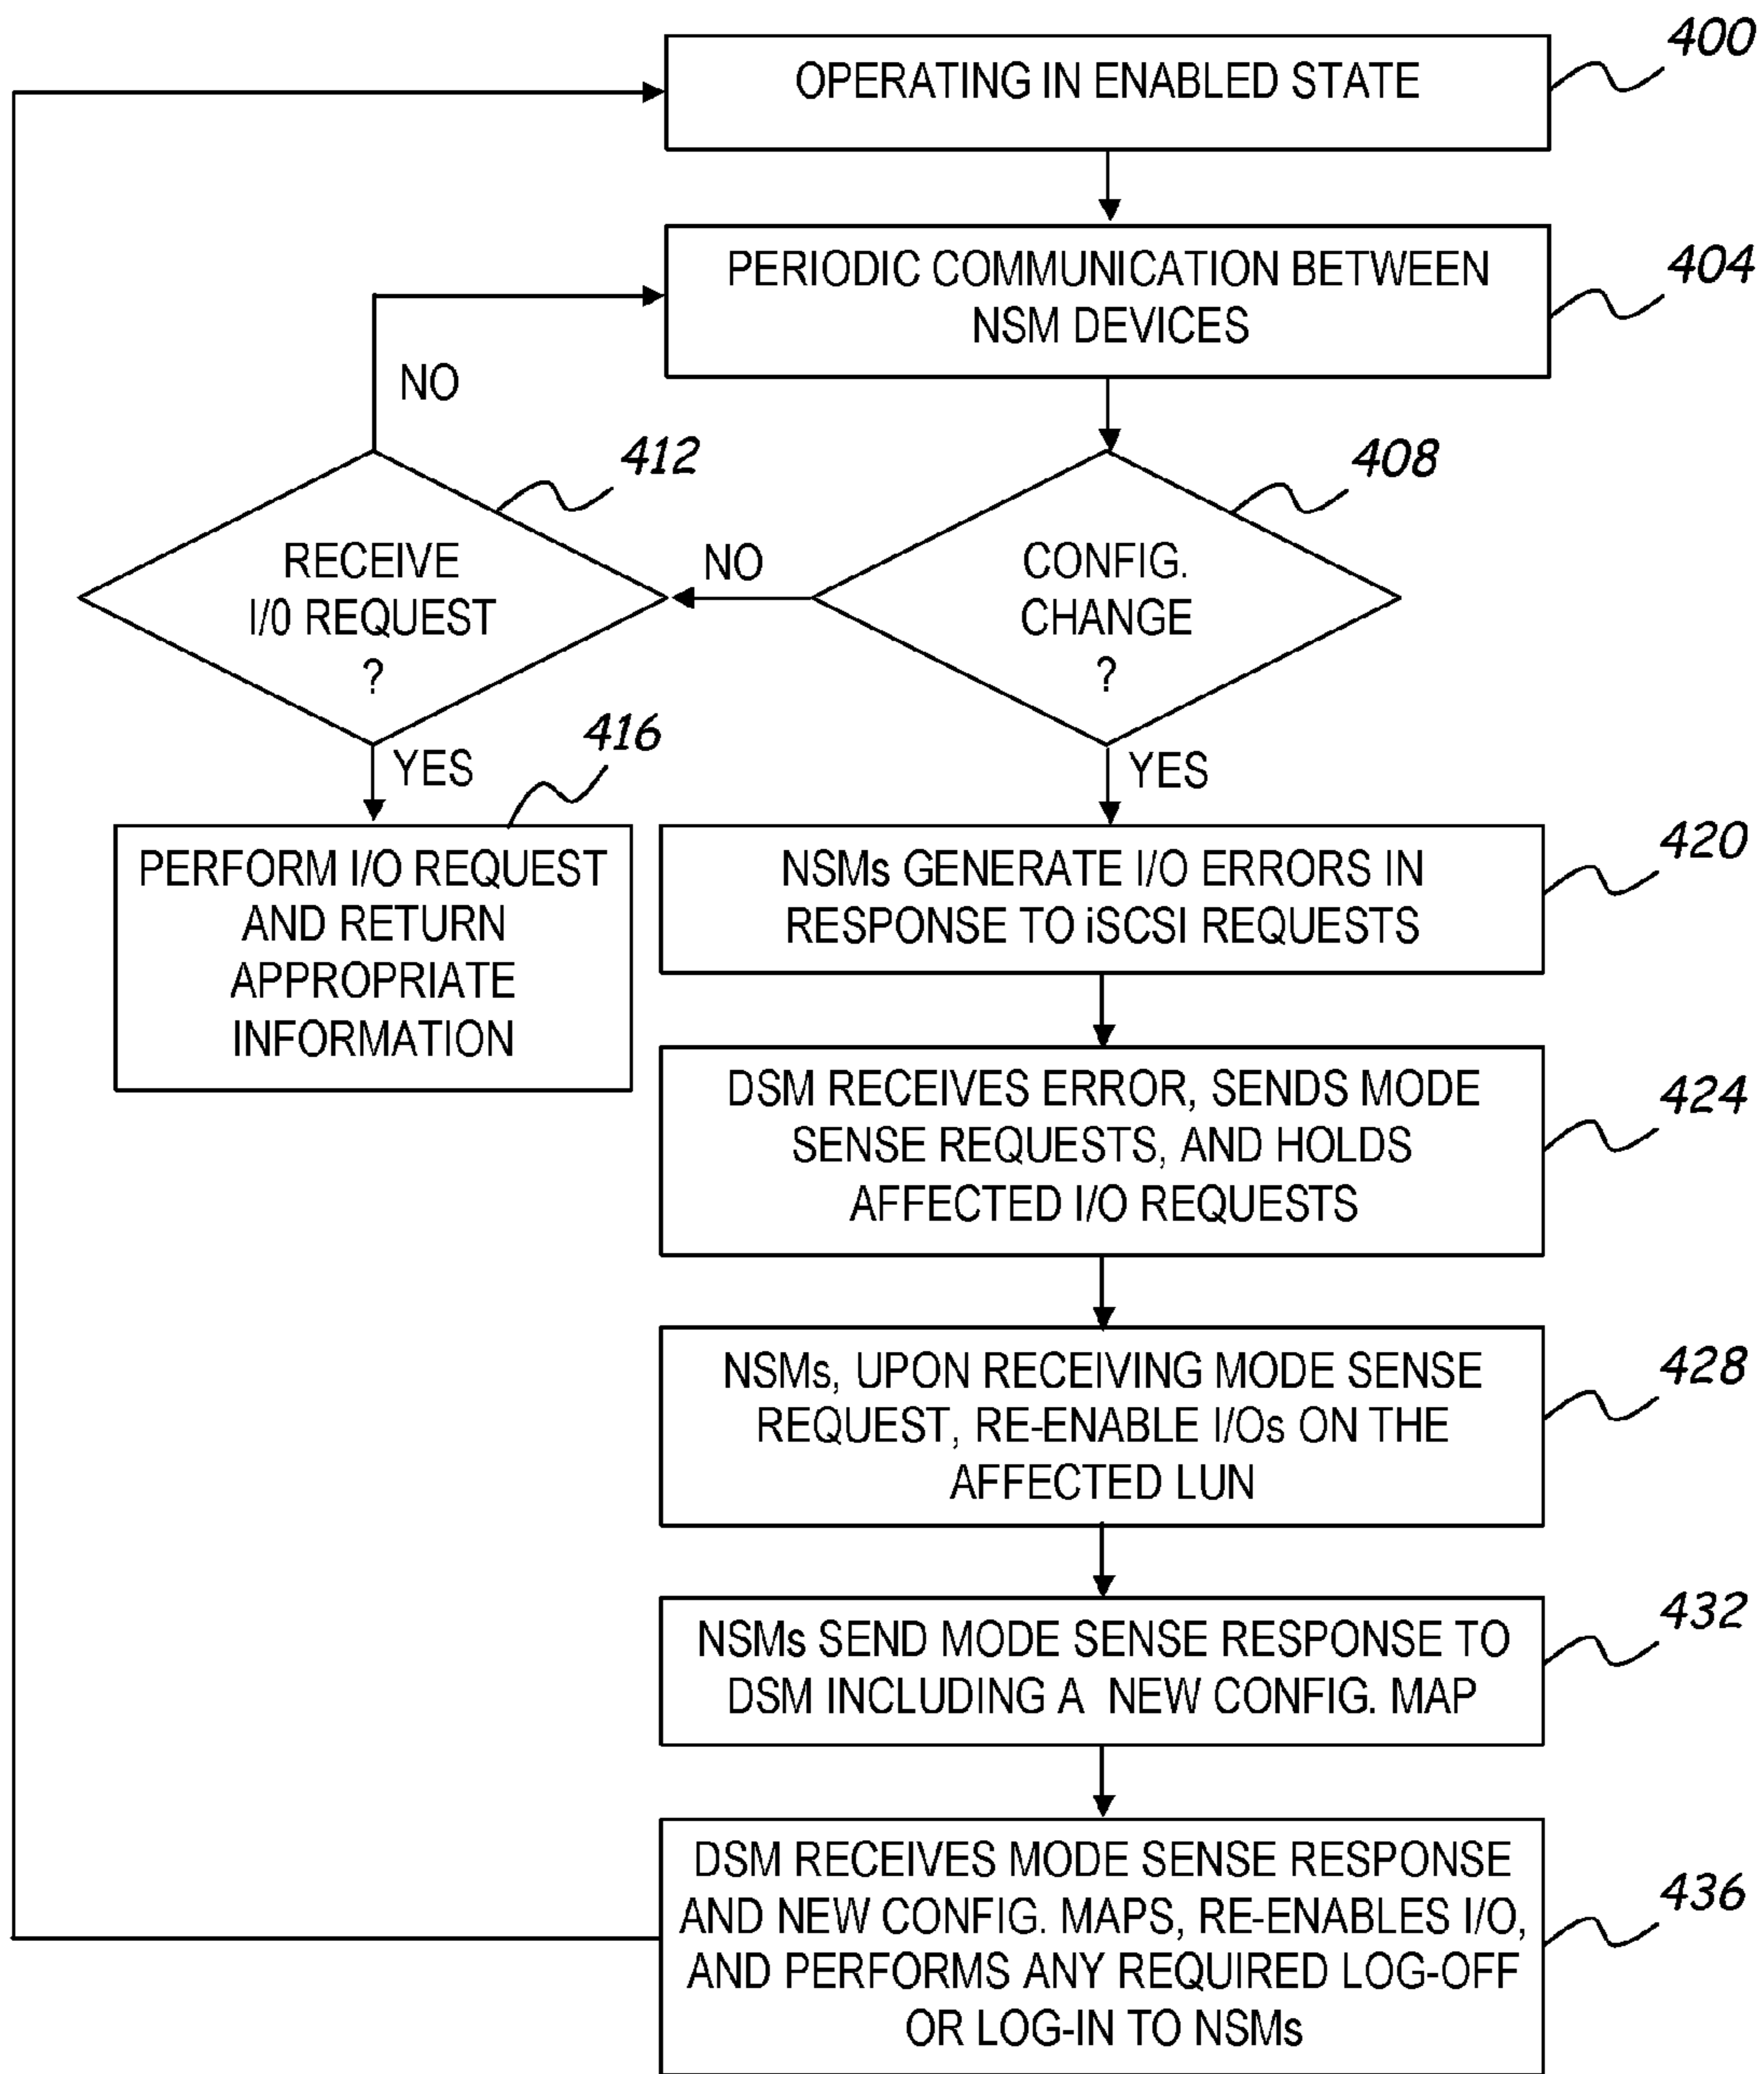 400
OPERATING IN ENABLED STATE
404
PERIODIC COMMUNICATION BETWEEN
NSM DEVICES
NO
412
408
RECEIVE
I/0 REQUEST
?
NO
CONFIG.
CHANGE
?
YES
416
YES
PERFORM I/O REQUEST
AND RETURN
APPROPRIATE
INFORMATION
420
NSMs GENERATE I/O ERRORS IN
RESPONSE TO iSCSI REQUESTS
424
DSM RECEIVES ERROR, SENDS MODE
SENSE REQUESTS, AND HOLDS
AFFECTED I/O REQUESTS
428
NSMs, UPON RECEIVING MODE SENSE
REQUEST, RE-ENABLE I/Os ON THE
AFFECTED LUN
432
NSMs SEND MODE SENSE RESPONSE TO
DSM INCLUDING A NEW CONFIG. MAP
436
DSM RECEIVES MODE SENSE RESPONSE
AND NEW CONFIG. MAPS, RE-ENABLES I/O,
AND PERFORMS ANY REQUIRED LOG-OFF
OR LOG-IN TO NSMs